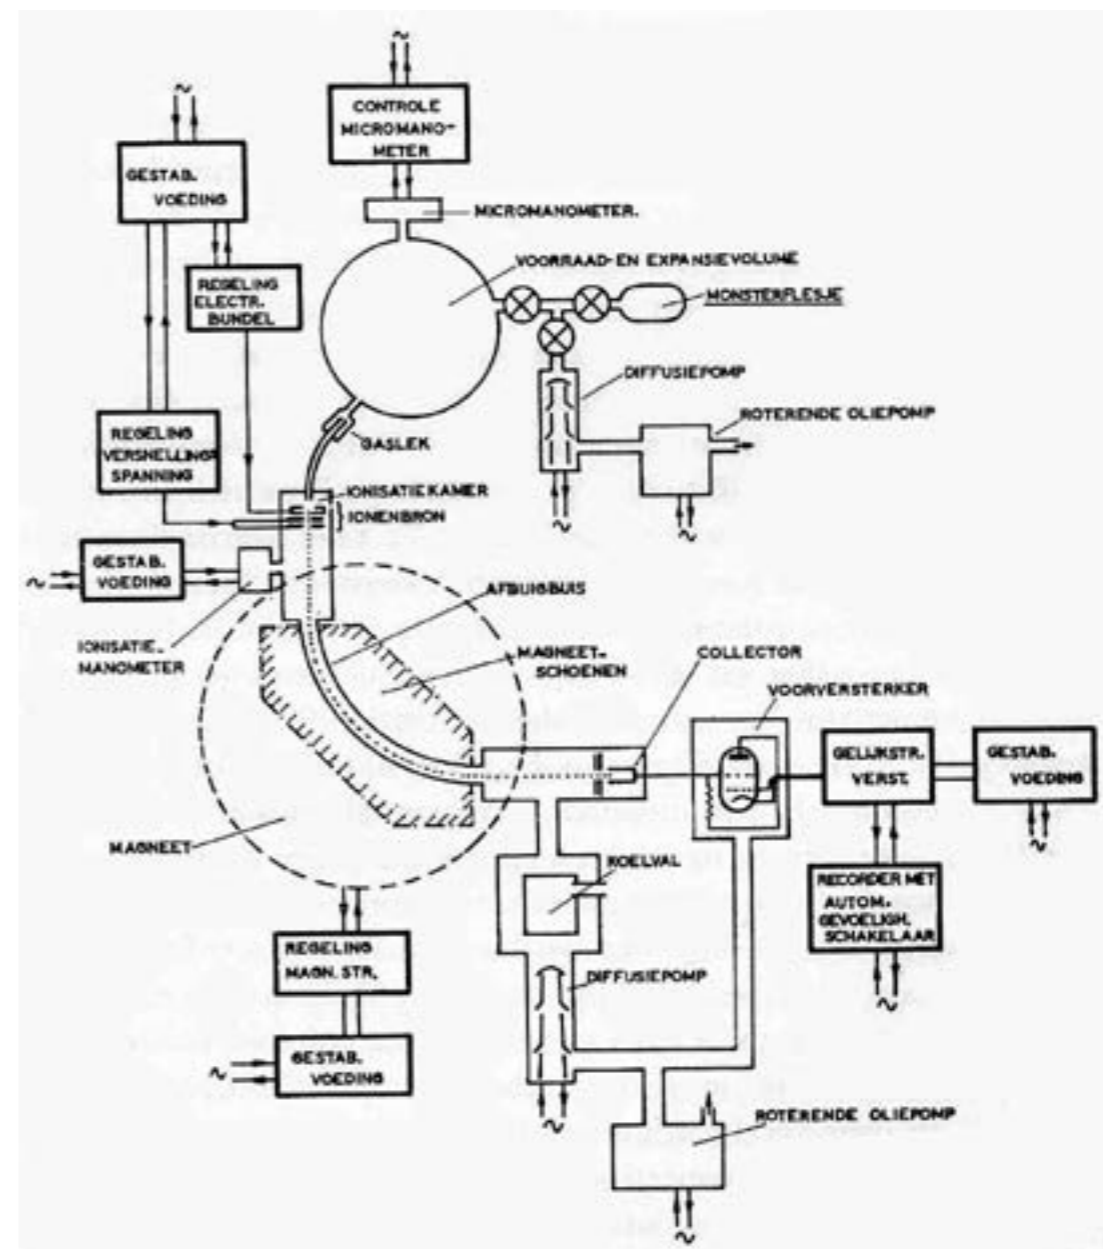 CONTROLE
MICROMANO-
METER
GESTAB.
VOEDING
MICROMANOMETER.
VOORRAAD-EN EXPANSIEVOLUME
REGELING
ELECTR.
BUNDEL
MONSTERFLESJE
DIFFUSIEPOMP
ROTERENDE OLIEPOMP
REGELING
VERSNELLING-
SPANNING
GASLEK
IONISATIEKAMER
IONENBRON
GESTAB.
VOEDING
AFBUIGBUIS
IONISATIE-
MANOMETER
MAGNEET-
SCHOENEN
COLLECTOR
VOORVERSTERKER
GELIJKSTR.
VERST.
GESTAB.
VOEDING
MAGNEET
KOELVAL
RECORDER MET
AUTOM.
GEVOELIGH.
SCHAKELAAR
REGELING
MAGN. STR.
DIFFUSIEPOMP
GESTAB.
VOEDING
ROTERENDE OLIEPOMP